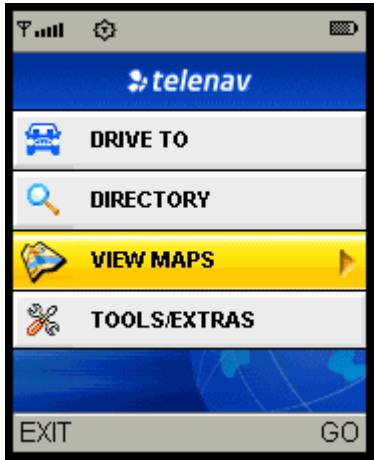 telenav
DRIVE TO
DIRECTORY
VIEW MAPS
TOOLS/EXTRAS
EXIT GO